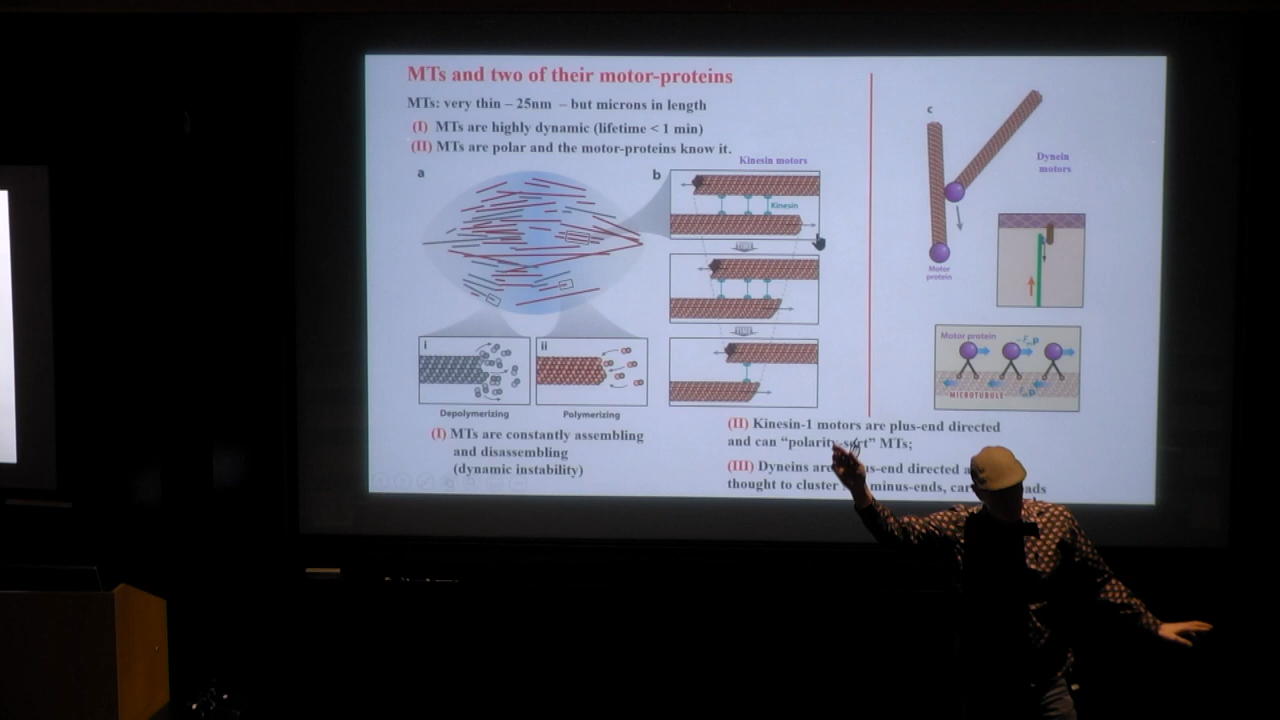 MTs and two of their motor-proteins
MTs: very thin – 25nm – but microns in length
(I) MTs are highly dynamic (lifetime < 1 min)
(II) MTs are polar and the motor-proteins know it.
a
b
Kinesin motors
Kinesin
i
ii
Depolymerizing
Polymerizing
(I) MTs are constantly assembling
and disassembling
(dynamic instability)
c
Dynein
motors
Motor
protein
Motor protein
MICROTUBULE
(II) Kinesin-1 motors are plus-end directed
and can “polarity-sort” MTs;
(III) Dyneins are directed
thought to cluster minus-ends,